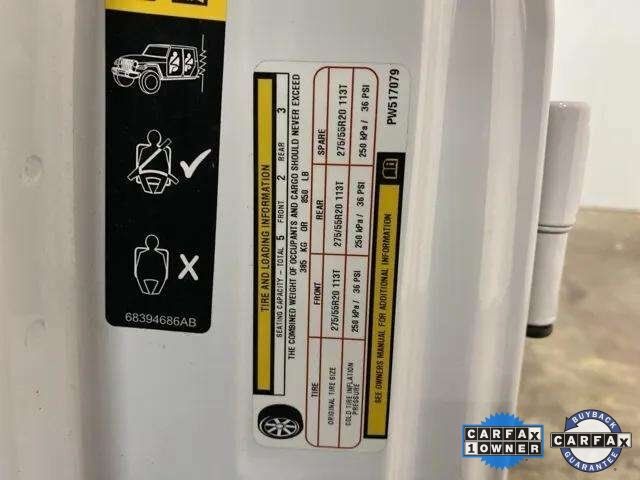 68394686AB
TIRE AND LOADING INFORMATION
SEATING CAPACITY - TOTAL 5 FRONT 2 REAR 3
THE COMBINED WEIGHT OF OCCUPANTS AND CARGO SHOULD NEVER EXCEED
385 KG OR 850 LB
TIRE FRONT REAR SPARE
ORIGINAL TIRE SIZE 275/55R20 113T 275/55R20 113T 275/55R20 113T
COLD TIRE INFLATION PRESSURE 250 kPa / 36 PSI 250 kPa / 36 PSI 250 kPa / 36 PSI
SEE OWNERS MANUAL FOR ADDITIONAL INFORMATION
PW517079
CARFAX
1 OWNER
BUYBACK
CARFAX
GUARANTEE